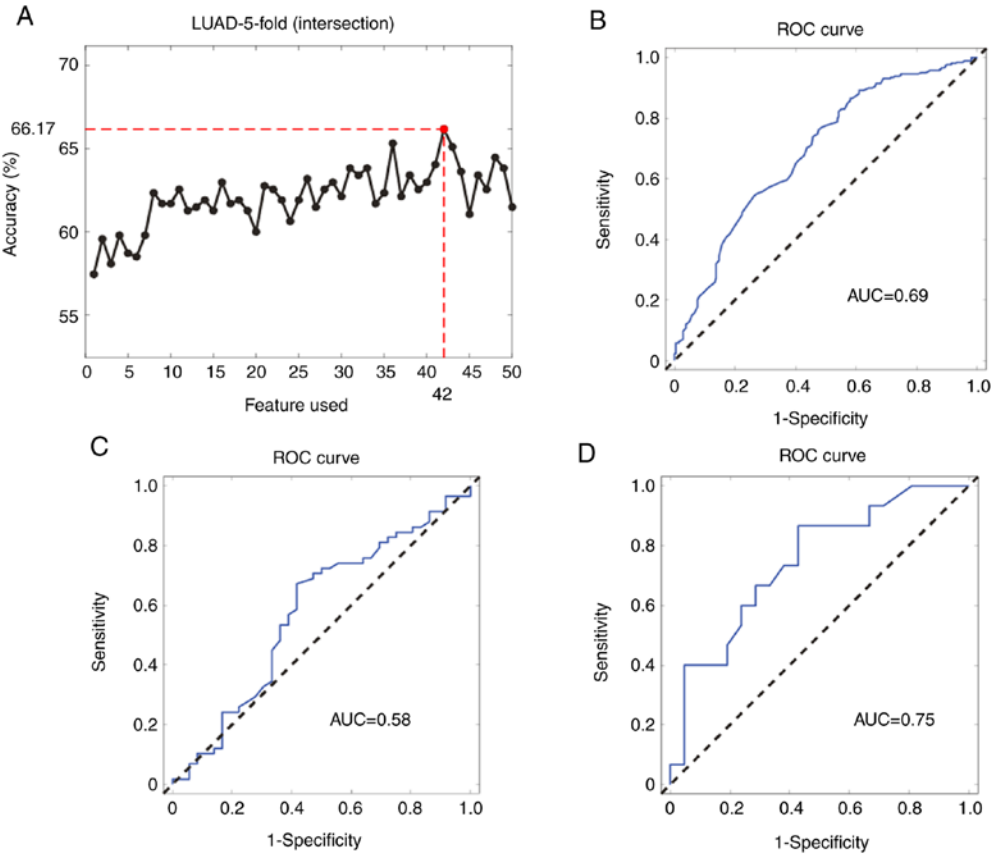 A
LUAD-5-fold (intersection)
70
66.17
65
60
55
Accuracy (%)
0 5 10 15 20 25 30 35 40 45 50
42
Feature used
B
ROC curve
1.0
0.8
0.6
0.4
0.2
0
Sensitivity
AUC=0.69
0 0.2 0.4 0.6 0.8 1.0
1-Specificity
C
ROC curve
1.0
0.8
0.6
0.4
0.2
0
Sensitivity
AUC=0.58
0 0.2 0.4 0.6 0.8 1.0
1-Specificity
D
ROC curve
1.0
0.8
0.6
0.4
0.2
0
Sensitivity
AUC=0.75
0 0.2 0.4 0.6 0.8 1.0
1-Specificity